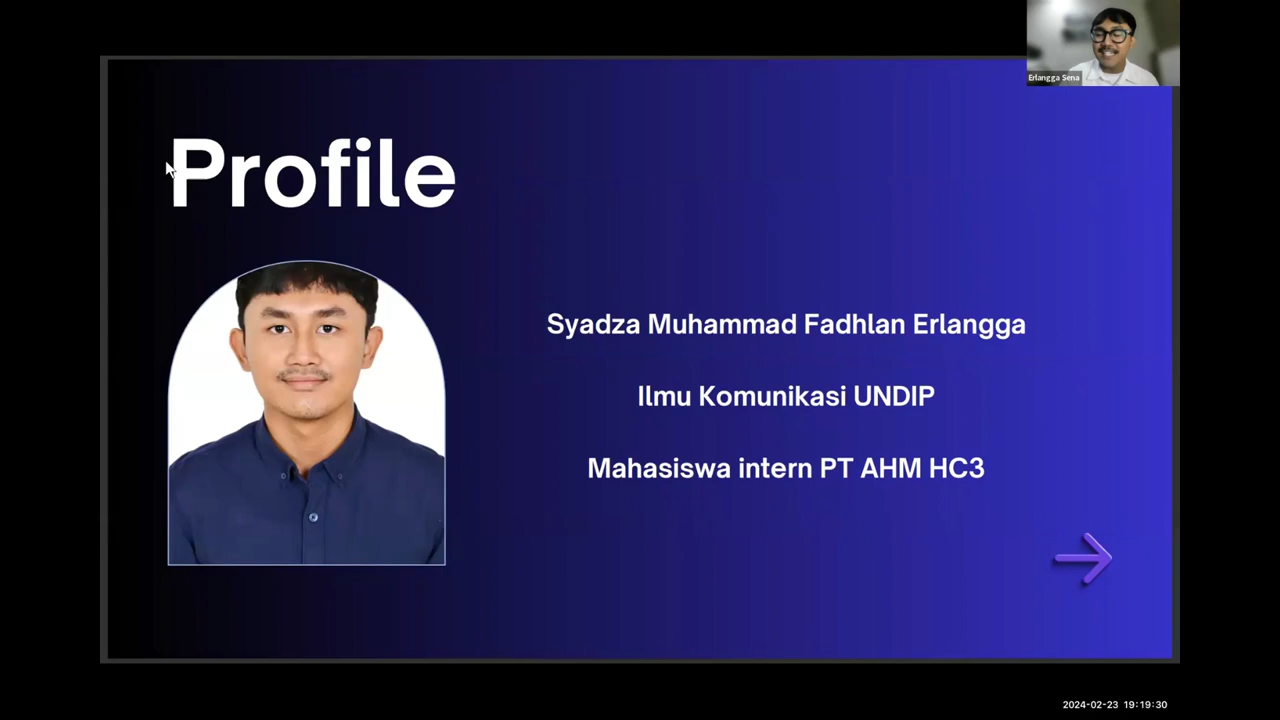 Erlangga Sena
Profile
Syadza Muhammad Fadhlan Erlangga
Ilmu Komunikasi UNDIP
Mahasiswa intern PT AHM HC3
2024-02-23 19:19:30